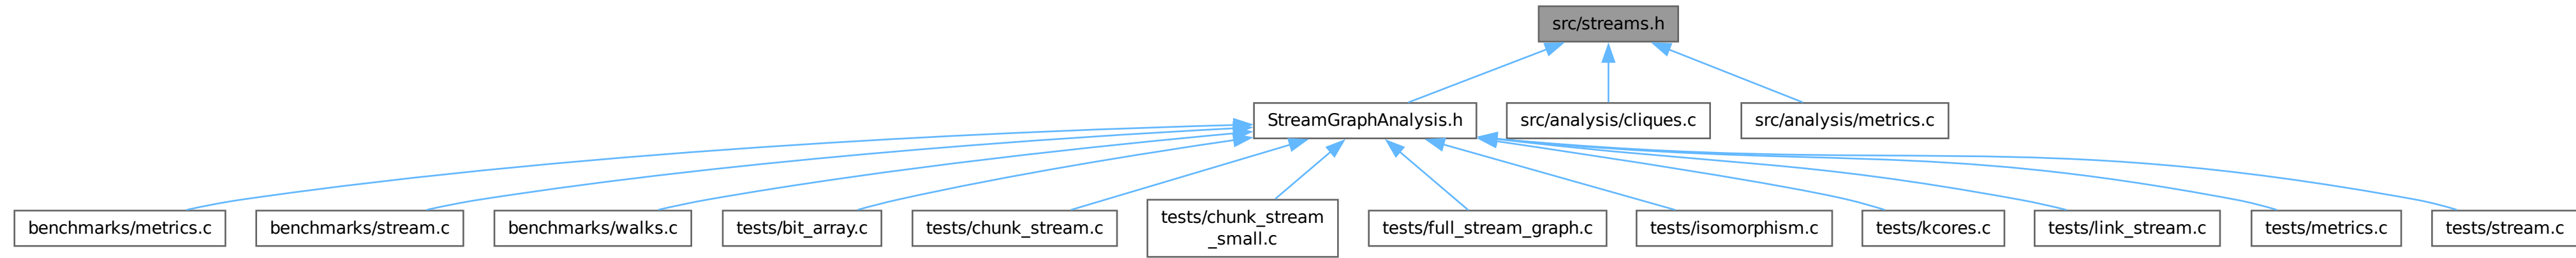 src/streams.h
StreamGraphAnalysis.h
src/analysis/cliques.c
src/analysis/metrics.c
benchmarks/metrics.c
benchmarks/stream.c
benchmarks/walks.c
tests/bit_array.c
tests/chunk_stream.c
tests/chunk_stream
_small.c
tests/full_stream_graph.c
tests/isomorphism.c
tests/kcores.c
tests/link_stream.c
tests/metrics.c
tests/stream.c